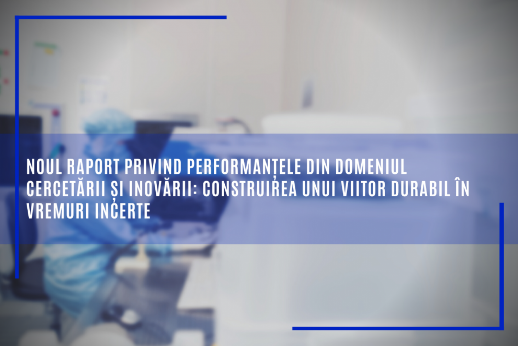 NOUL RAPORT PRIVIND PERFORMANȚELE DIN DOMENIUL
CERCETĂRII ȘI INOVĂRII: CONSTRUIREA UNUI VIITOR DURABIL ÎN
VREMURI INCERTE